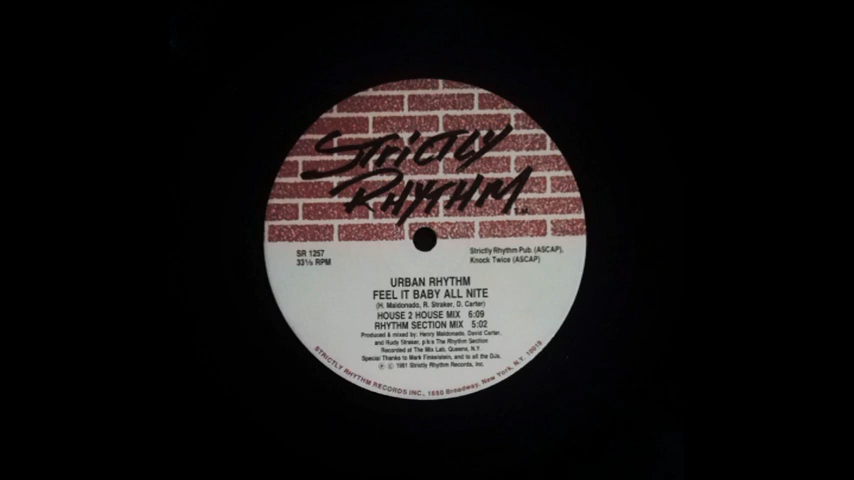 STRICTLY
RHYTHM T.M.
SR 1257
33⅓ RPM
Strictly Rhythm Pub. (ASCAP),
Knock Twice (ASCAP)
URBAN RHYTHM
FEEL IT BABY ALL NITE
(H. Maldonado, R. Straker, D. Carter)
HOUSE 2 HOUSE MIX 6:09
RHYTHM SECTION MIX 5:02
Produced & mixed by: Henry Maldonado, David Carter,
and Rudy Straker, p/k/a The Rhythm Section
Recorded at The Mix Lab, Queens, N.Y.
Special Thanks to Mark Finkelstein, and to all the DJs.
℗ © 1991 Strictly Rhythm Records, Inc.
STRICTLY RHYTHM RECORDS INC., 1650 Broadway, New York, N.Y. 10019